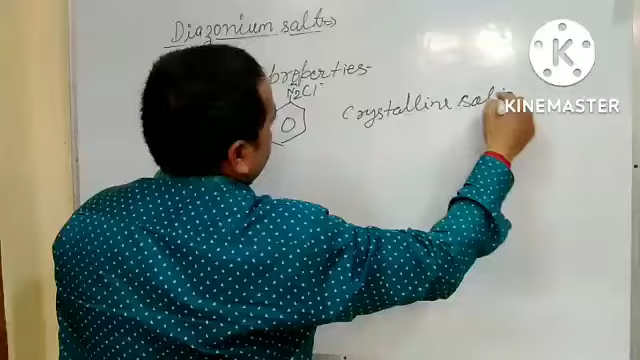 Diazonium salts
properties-
N2Cl-
Crystalline
KINEMASTER